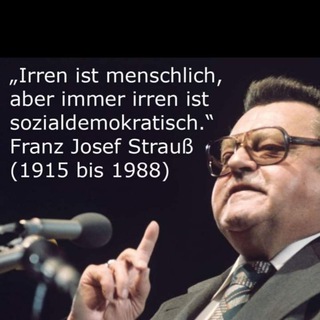 „Irren ist menschlich,
aber immer irren ist
sozialdemokratisch.“
Franz Josef Strauß
(1915 bis 1988)